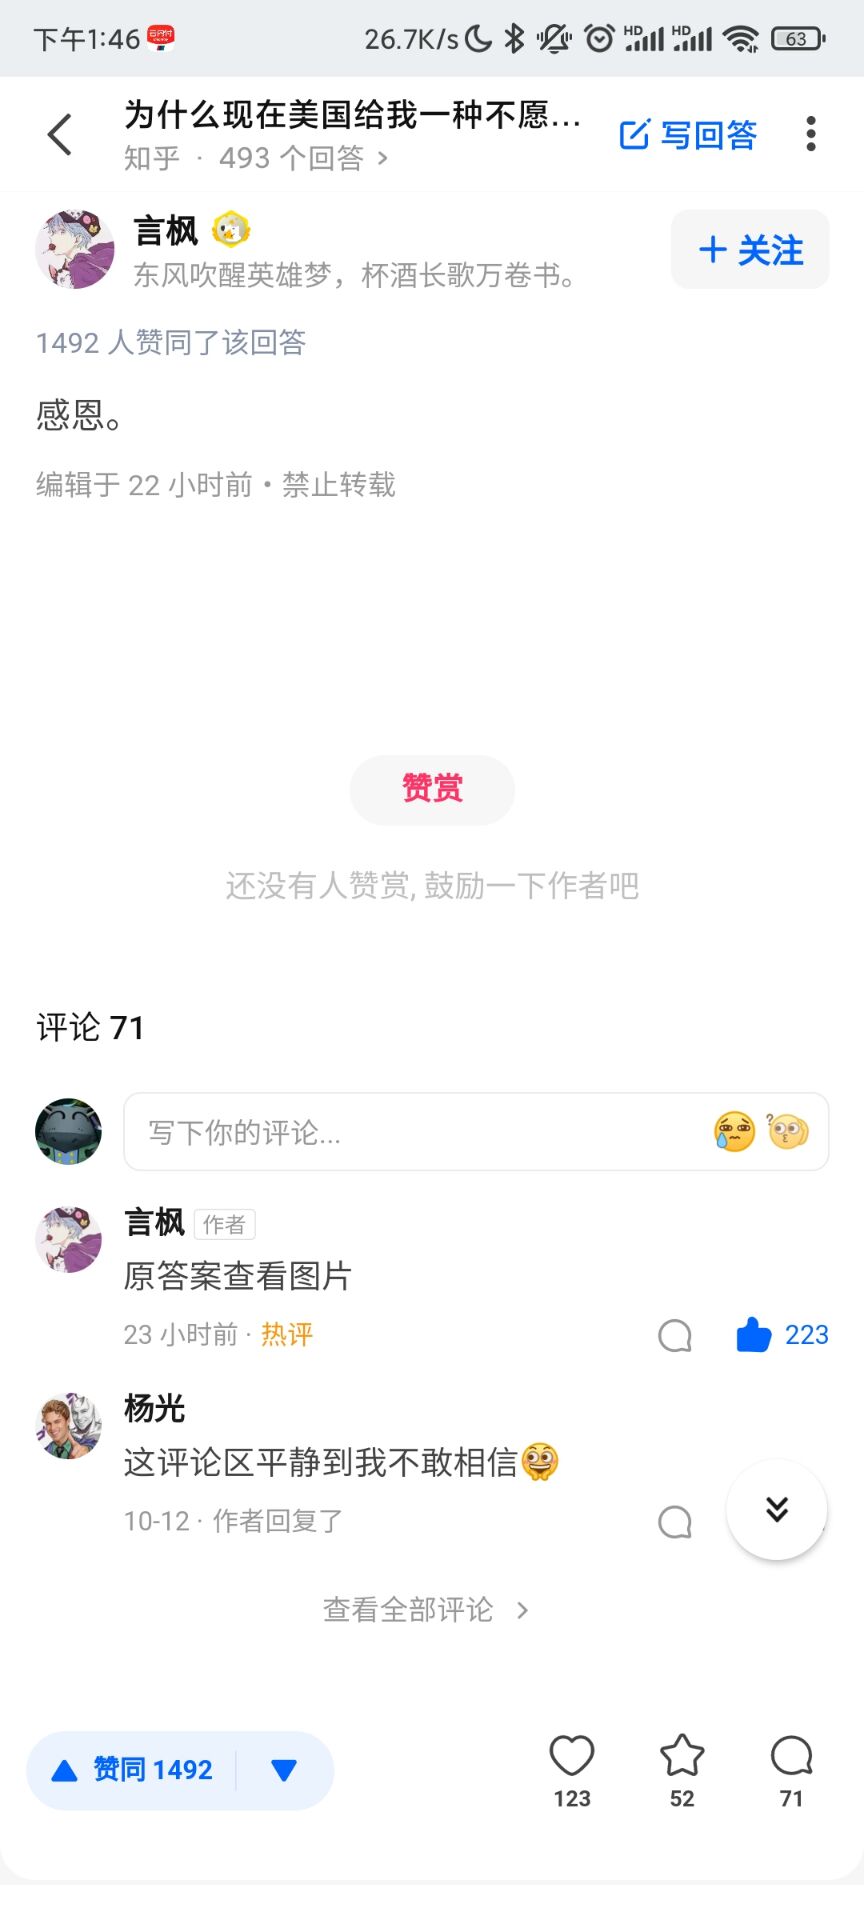 下午1:46
26.7K/s
HD
HD
63
为什么现在美国给我一种不愿...
知乎 · 493 个回答 >
写回答
言枫
东风吹醒英雄梦，杯酒长歌万卷书。
+ 关注
1492 人赞同了该回答
感恩。
编辑于 22 小时前 · 禁止转载
赞赏
还没有人赞赏, 鼓励一下作者吧
评论 71
写下你的评论...
言枫 作者
原答案查看图片
23 小时前 · 热评
223
杨光
这评论区平静到我不敢相信
10-12 · 作者回复了
查看全部评论 >
赞同 1492
123
52
71